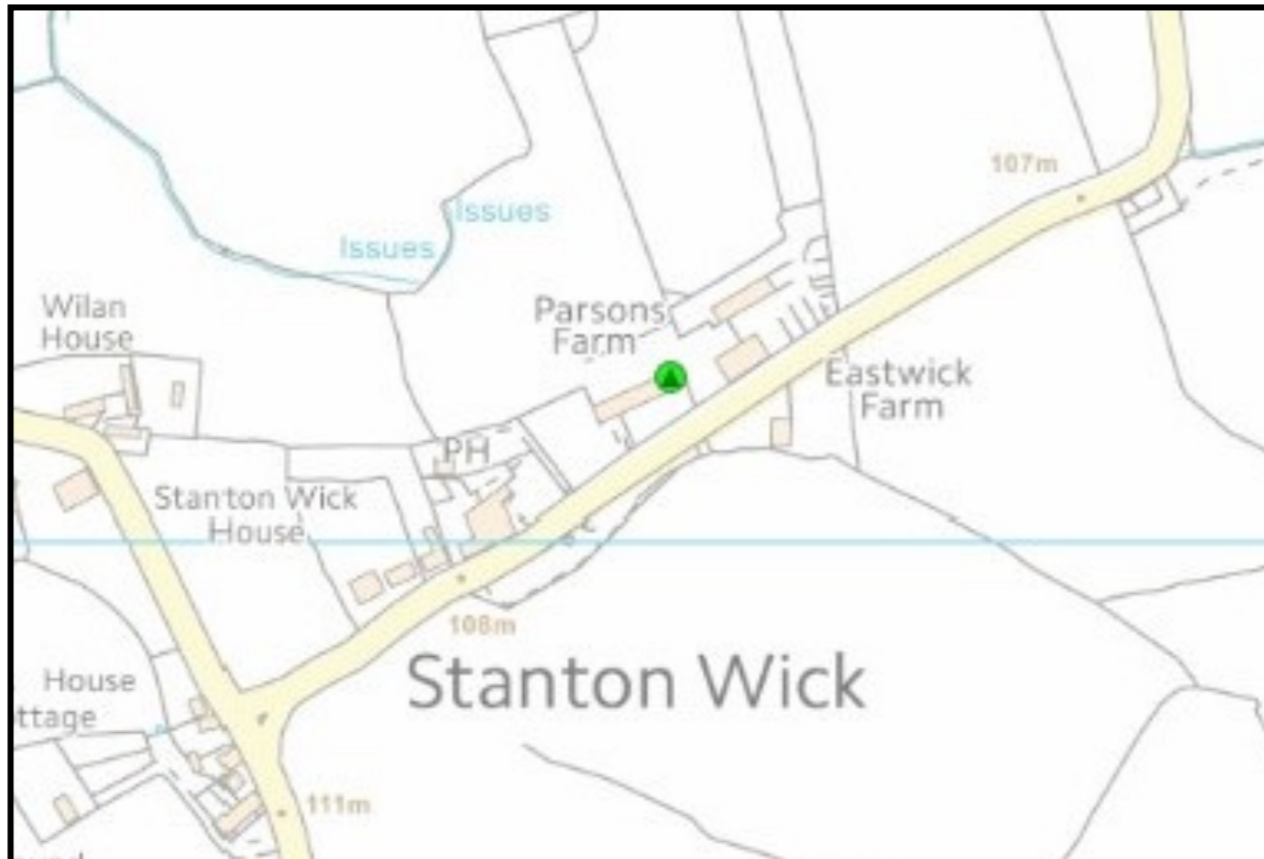 107m
Issues
Issues
Wilan
House
Parsons
Farm
Eastwick
Farm
PH
Stanton Wick
House
108m
Stanton Wick
House
ttage
111m